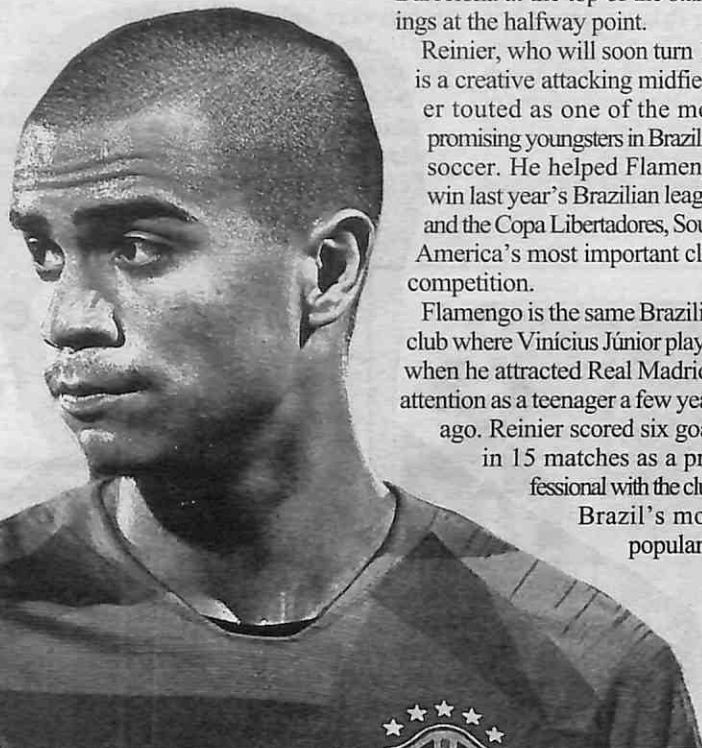 ings at the halfway point.
Reinier, who will soon turn
is a creative attacking midfie
er touted as one of the mo
promising youngsters in Brazil
soccer. He helped Flamen
win last year's Brazilian leag
and the Copa Libertadores, Sou
America's most important cl
competition.
Flamengo is the same Brazili
club where Vinícius Júnior play
when he attracted Real Madric
attention as a teenager a few yea
ago. Reinier scored six goa
in 15 matches as a pr
fessional with the clu
Brazil's mo
popular